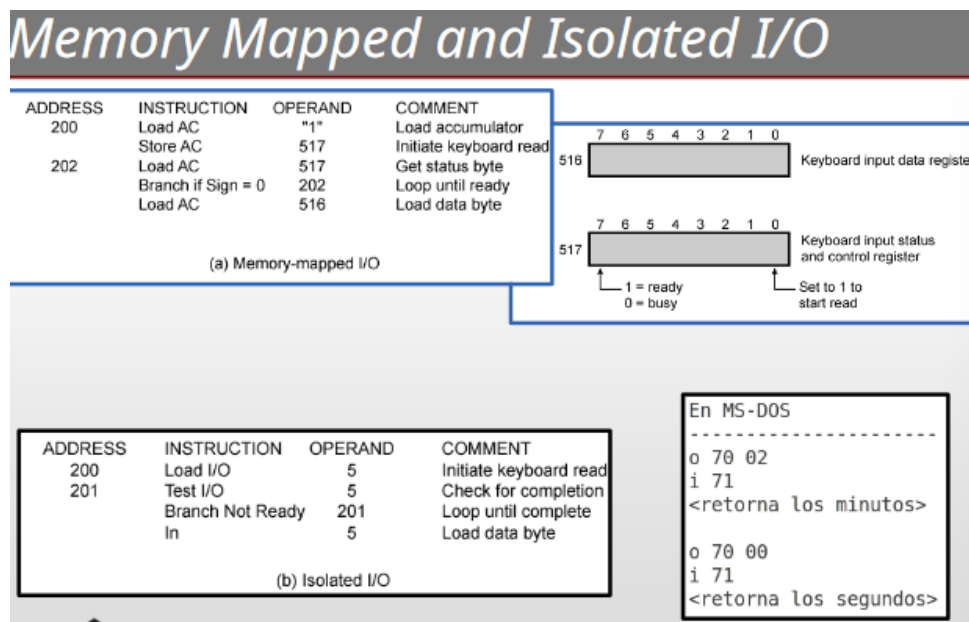 Memory Mapped and Isolated I/O
ADDRESS INSTRUCTION OPERAND COMMENT
200 Load AC "1" Load accumulator
Store AC 517 Initiate keyboard read
202 Load AC 517 Get status byte
Branch if Sign = 0 202 Loop until ready
Load AC 516 Load data byte
(a) Memory-mapped I/O
7 6 5 4 3 2 1 0
516 Keyboard input data registe
7 6 5 4 3 2 1 0
517 Keyboard input status
and control register
1 = ready
0 = busy
Set to 1 to
start read
ADDRESS INSTRUCTION OPERAND COMMENT
200 Load I/O 5 Initiate keyboard read
201 Test I/O 5 Check for completion
Branch Not Ready 201 Loop until complete
In 5 Load data byte
(b) Isolated I/O
En MS-DOS
-----------------------
o 70 02
i 71
<retorna los minutos>
o 70 00
i 71
<retorna los segundos>